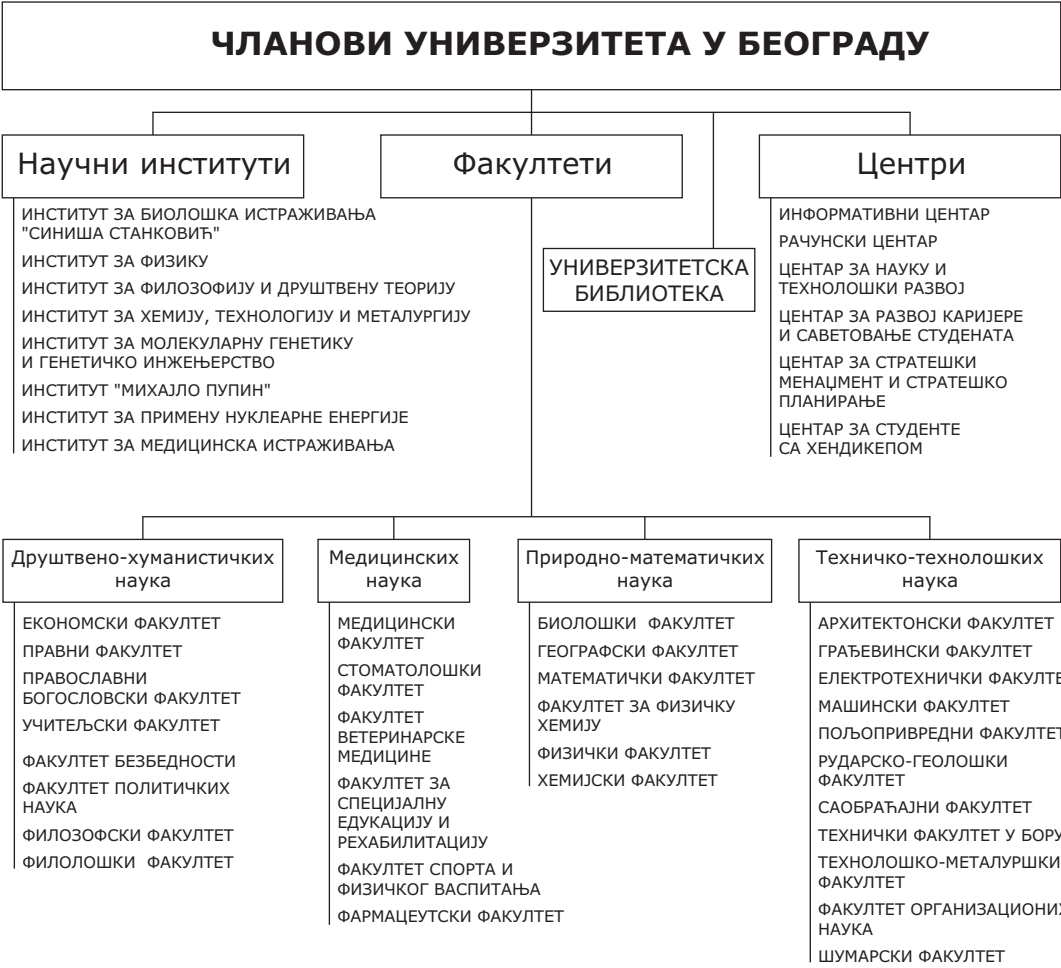 ЧЛАНОВИ УНИВЕРЗИТЕТА У БЕОГРАДУ
Научни институти
ИНСТИТУТ ЗА БИОЛОШКА ИСТРАЖИВАЊА
"СИНИША СТАНКОВИЋ"
ИНСТИТУТ ЗА ФИЗИКУ
ИНСТИТУТ ЗА ФИЛОЗОФИЈУ И ДРУШТВЕНУ ТЕОРИЈУ
ИНСТИТУТ ЗА ХЕМИЈУ, ТЕХНОЛОГИЈУ И МЕТАЛУРГИЈУ
ИНСТИТУТ ЗА МОЛЕКУЛАРНУ ГЕНЕТИКУ
И ГЕНЕТИЧКО ИНЖЕЊЕРСТВО
ИНСТИТУТ "МИХАЈЛО ПУПИН"
ИНСТИТУТ ЗА ПРИМЕНУ НУКЛЕАРНЕ ЕНЕРГИЈЕ
ИНСТИТУТ ЗА МЕДИЦИНСКА ИСТРАЖИВАЊА
Факултети
УНИВЕРЗИТЕТСКА
БИБЛИОТЕКА
Центри
ИНФОРМАТИВНИ ЦЕНТАР
РАЧУНСКИ ЦЕНТАР
ЦЕНТАР ЗА НАУКУ И
ТЕХНОЛОШКИ РАЗВОЈ
ЦЕНТАР ЗА РАЗВОЈ КАРИЈЕРЕ
И САВЕТОВАЊЕ СТУДЕНАТА
ЦЕНТАР ЗА СТРАТЕШКИ
МЕНАЏМЕНТ И СТРАТЕШКО
ПЛАНИРАЊЕ
ЦЕНТАР ЗА СТУДЕНТЕ
СА ХЕНДИКЕПОМ
Друштвено-хуманистичких
наука
ЕКОНОМСКИ ФАКУЛТЕТ
ПРАВНИ ФАКУЛТЕТ
ПРАВОСЛАВНИ
БОГОСЛОВСКИ ФАКУЛТЕТ
УЧИТЕЉСКИ ФАКУЛТЕТ
ФАКУЛТЕТ БЕЗБЕДНОСТИ
ФАКУЛТЕТ ПОЛИТИЧКИХ
НАУКА
ФИЛОЗОФСКИ ФАКУЛТЕТ
ФИЛОЛОШКИ ФАКУЛТЕТ
Медицинских
наука
МЕДИЦИНСКИ
ФАКУЛТЕТ
СТОМАТОЛОШКИ
ФАКУЛТЕТ
ФАКУЛТЕТ
ВЕТЕРИНАРСКЕ
МЕДИЦИНЕ
ФАКУЛТЕТ ЗА
СПЕЦИЈАЛНУ
ЕДУКАЦИЈУ И
РЕХАБИЛИТАЦИЈУ
ФАКУЛТЕТ СПОРТА И
ФИЗИЧКОГ ВАСПИТАЊА
ФАРМАЦЕУТСКИ ФАКУЛТЕТ
Природно-математичких
наука
БИОЛОШКИ ФАКУЛТЕТ
ГЕОГРАФСКИ ФАКУЛТЕТ
МАТЕМАТИЧКИ ФАКУЛТЕТ
ФАКУЛТЕТ ЗА ФИЗИЧКУ
ХЕМИЈУ
ФИЗИЧКИ ФАКУЛТЕТ
ХЕМИЈСКИ ФАКУЛТЕТ
Техничко-технолошких
наука
АРХИТЕКТОНСКИ ФАКУЛТЕТ
ГРАЂЕВИНСКИ ФАКУЛТЕТ
ЕЛЕКТРОТЕХНИЧКИ ФАКУЛТЕ
МАШИНСКИ ФАКУЛТЕТ
ПОЉОПРИВРЕДНИ ФАКУЛТЕТ
РУДАРСКО-ГЕОЛОШКИ
ФАКУЛТЕТ
САОБРАЋАЈНИ ФАКУЛТЕТ
ТЕХНИЧКИ ФАКУЛТЕТ У БОРУ
ТЕХНОЛОШКО-МЕТАЛУРШКИ
ФАКУЛТЕТ
ФАКУЛТЕТ ОРГАНИЗАЦИОНИХ
НАУКА
ШУМАРСКИ ФАКУЛТЕТ